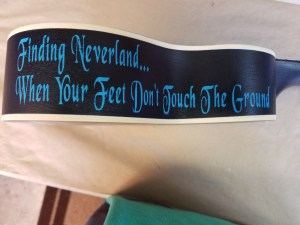 Finding Neverland...
When Your Feet Don't Touch The Ground